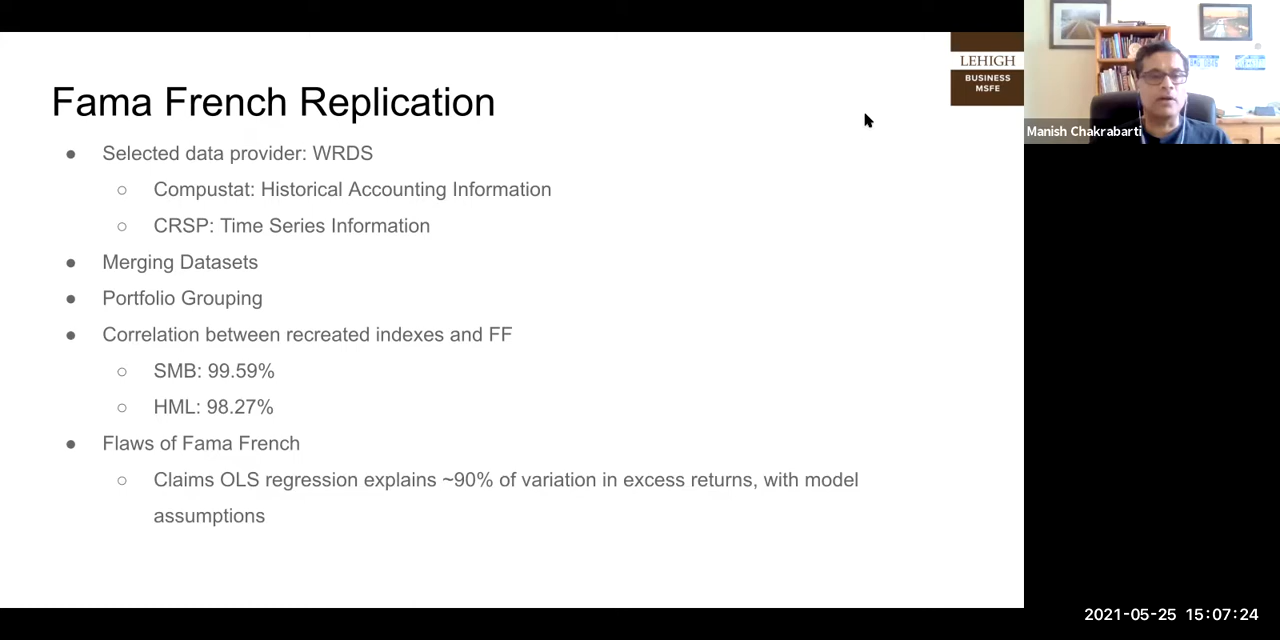 Fama French Replication
● Selected data provider: WRDS
○ Compustat: Historical Accounting Information
○ CRSP: Time Series Information
● Merging Datasets
● Portfolio Grouping
● Correlation between recreated indexes and FF
○ SMB: 99.59%
○ HML: 98.27%
● Flaws of Fama French
○ Claims OLS regression explains ~90% of variation in excess returns, with model
assumptions
LEHIGH
BUSINESS
MSFE
Manish Chakrabarti
2021-05-25 15:07:24